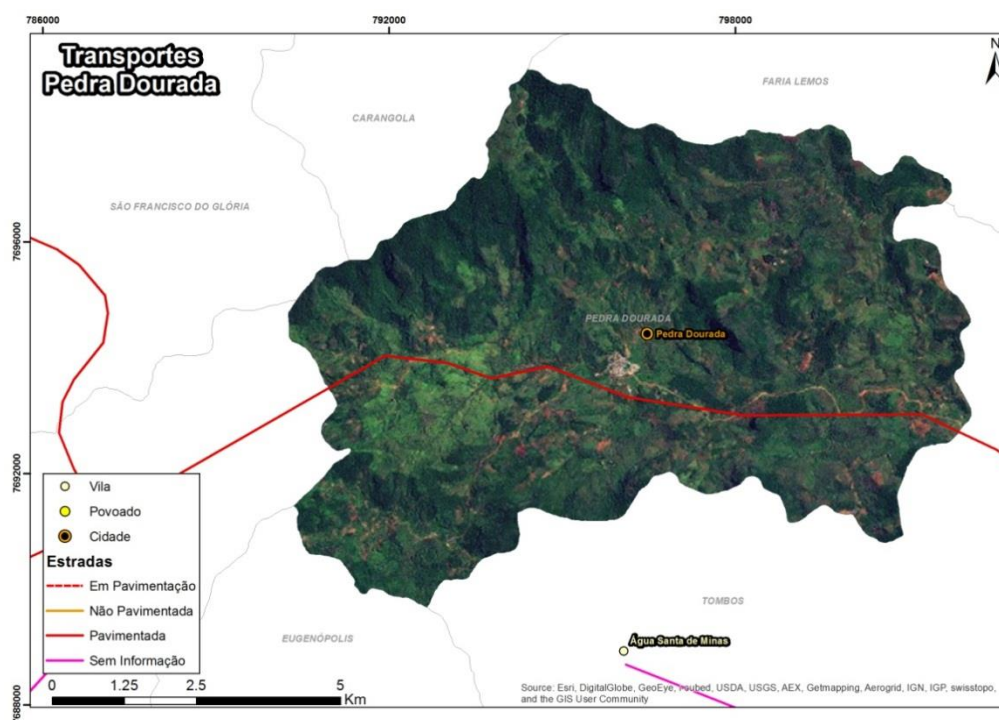 786000
792000
798000
Transportes
Pedra Dourada
N
FARIA LEMOS
CARANGOLA
SÃO FRANCISCO DO GLÓRIA
7696000
PEDRA DOURADA
Pedra Dourada
7692000
Vila
Povoado
Cidade
Estradas
Em Pavimentação
Não Pavimentada
Pavimentada
Sem Informação
TOMBOS
EUGENÓPOLIS
Água Santa de Minas
7688000
0 1.25 2.5 5
Km
Source: Esri, DigitalGlobe, GeoEye, USDA, USGS, AEX, Getmapping, Aerogrid, IGN, IGP, swisstopo,
and the GIS User Community